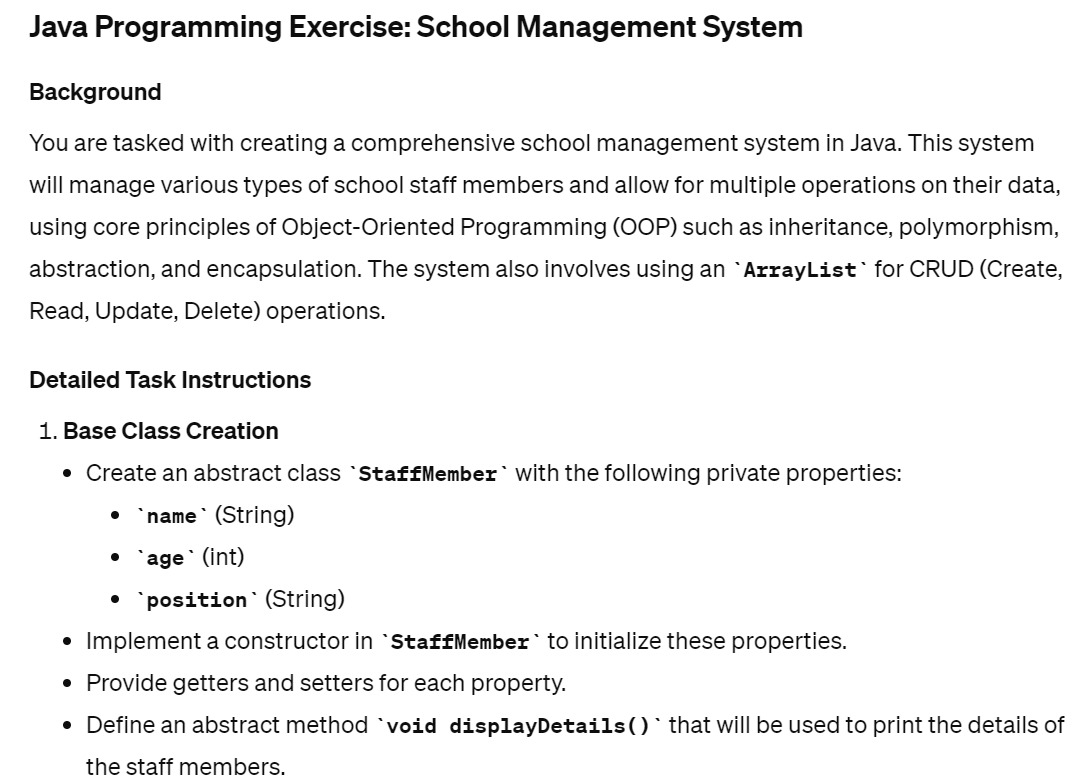 Java Programming Exercise: School Management System
Background
You are tasked with creating a comprehensive school management system in Java. This system
will manage various types of school staff members and allow for multiple operations on their data,
using core principles of Object-Oriented Programming (OOP) such as inheritance, polymorphism,
abstraction, and encapsulation. The system also involves using an `ArrayList` for CRUD (Create,
Read, Update, Delete) operations.
Detailed Task Instructions
1. Base Class Creation
• Create an abstract class `StaffMember` with the following private properties:
• `name` (String)
• `age` (int)
• `position` (String)
• Implement a constructor in `StaffMember` to initialize these properties.
• Provide getters and setters for each property.
• Define an abstract method `void displayDetails()` that will be used to print the details of
the staff members.